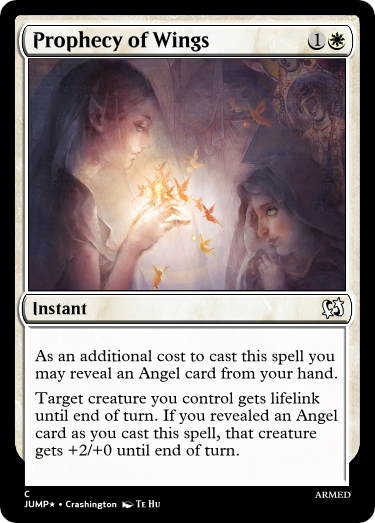 Prophecy of Wings
1
Instant
As an additional cost to cast this spell you
may reveal an Angel card from your hand.
Target creature you control gets lifelink
until end of turn. If you revealed an Angel
card as you cast this spell, that creature
gets +2/+0 until end of turn.
C
ARMED
JUMP★ • Crashington Te Hu